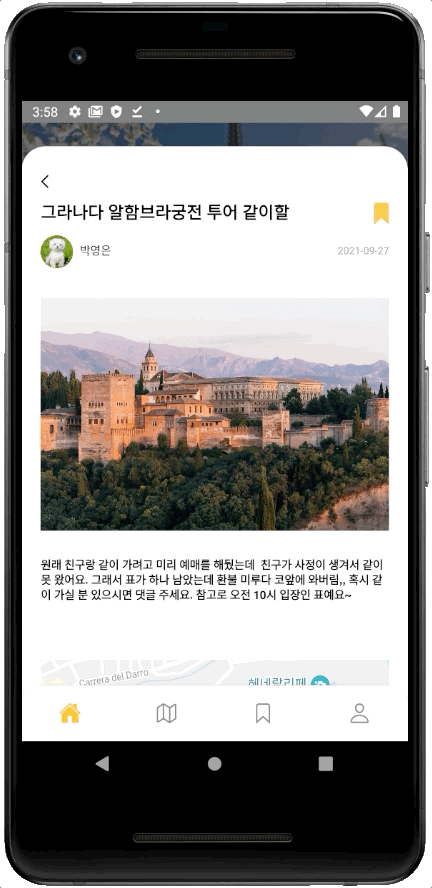 3:58
그라나다 알함브라궁전 투어 같이할
박영은
2021-09-27
원래 친구랑 같이 가려고 미리 예매를 해뒀는데  친구가 사정이 생겨서 같이
못 왔어요. 그래서 표가 하나 남았는데 환불 미루다 코앞에 와버림,, 혹시 같
이 가실 분 있으시면 댓글 주세요. 참고로 오전 10시 입장인 표예요~
Carrera del Darro
헤네랄리페